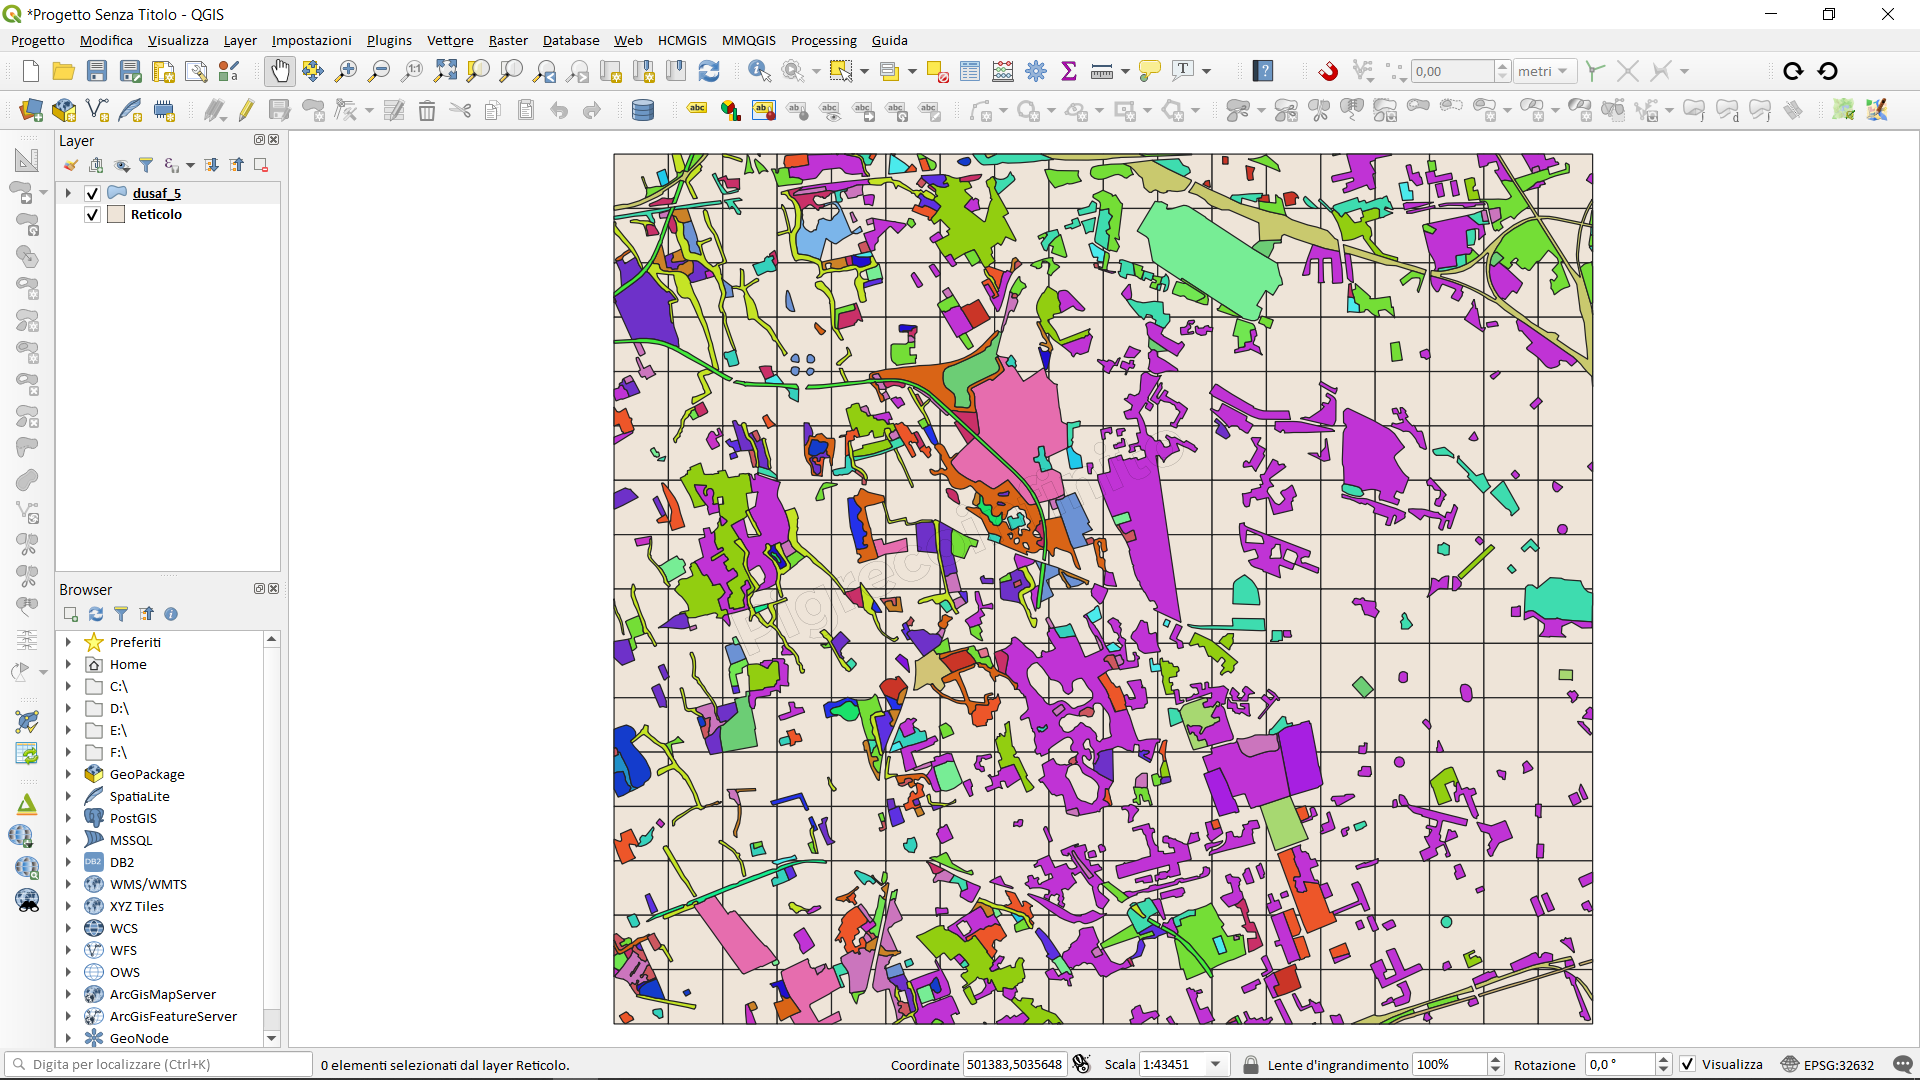 *Progetto Senza Titolo - QGIS
Progetto Modifica Visualizza Layer Impostazioni Plugins Vettore Raster Database Web HCMGIS MMQGIS Processing Guida
0,00 metri
Layer
dusaf_5
Reticolo
Browser
Preferiti
Home
C:\
D:\
E:\
F:\
GeoPackage
SpatiaLite
PostGIS
MSSQL
DB2
WMS/WMTS
XYZ Tiles
WCS
WFS
OWS
ArcGisMapServer
ArcGisFeatureServer
GeoNode
Digita per localizzare (Ctrl+K) 0 elementi selezionati dal layer Reticolo. Coordinate 501383,5035648 Scala 1:43451 Lente d'ingrandimento 100% Rotazione 0,0 ° Visualizza EPSG:32632